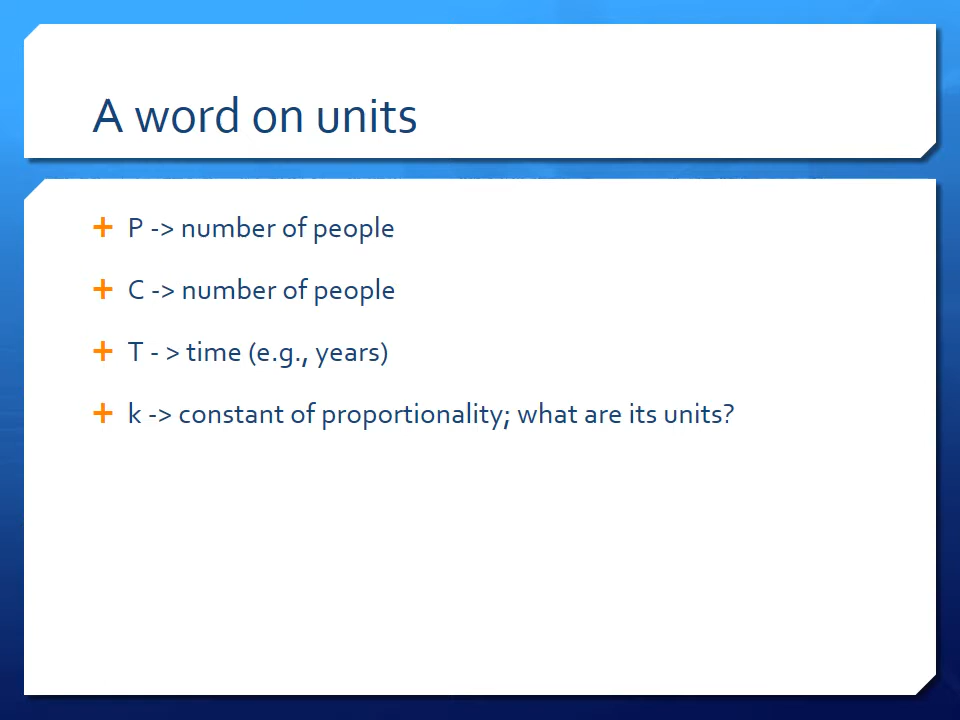 A word on units
P -> number of people
C -> number of people
T - > time (e.g., years)
k -> constant of proportionality; what are its units?